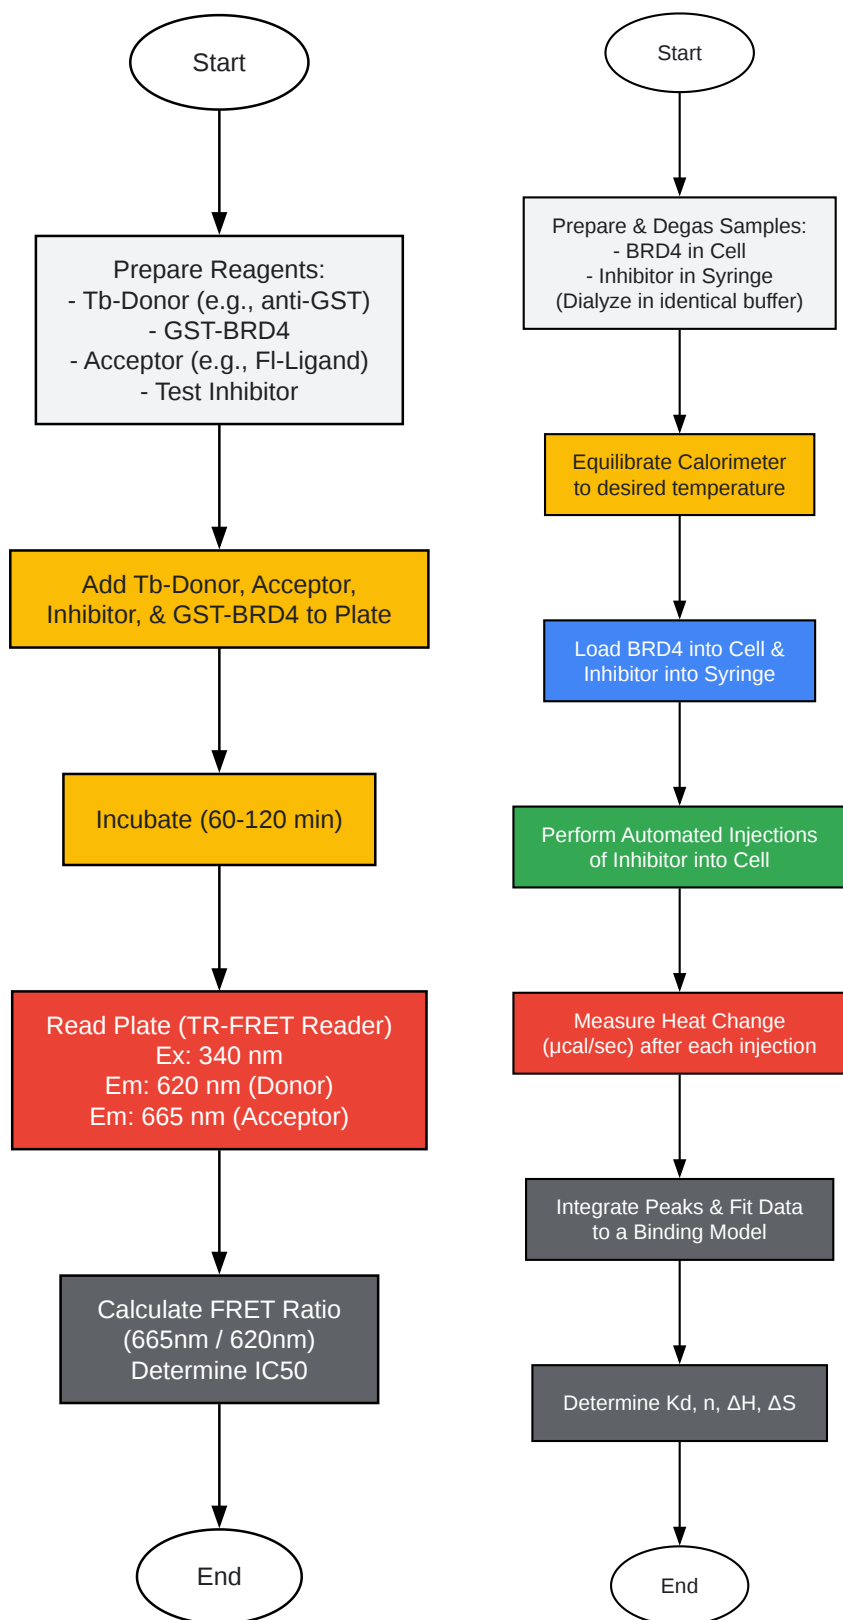 Start
Prepare Reagents:
- Tb-Donor (e.g., anti-GST)
- GST-BRD4
- Acceptor (e.g., Fl-Ligand)
- Test Inhibitor
Add Tb-Donor, Acceptor,
Inhibitor, & GST-BRD4 to Plate
Incubate (60-120 min)
Read Plate (TR-FRET Reader)
Ex: 340 nm
Em: 620 nm (Donor)
Em: 665 nm (Acceptor)
Calculate FRET Ratio
(665nm / 620nm)
Determine IC50
End
Start
Prepare & Degas Samples:
- BRD4 in Cell
- Inhibitor in Syringe
(Dialyze in identical buffer)
Equilibrate Calorimeter
to desired temperature
Load BRD4 into Cell &
Inhibitor into Syringe
Perform Automated Injections
of Inhibitor into Cell
Measure Heat Change
(μcal/sec) after each injection
Integrate Peaks & Fit Data
to a Binding Model
Determine Kd, n, ΔH, ΔS
End